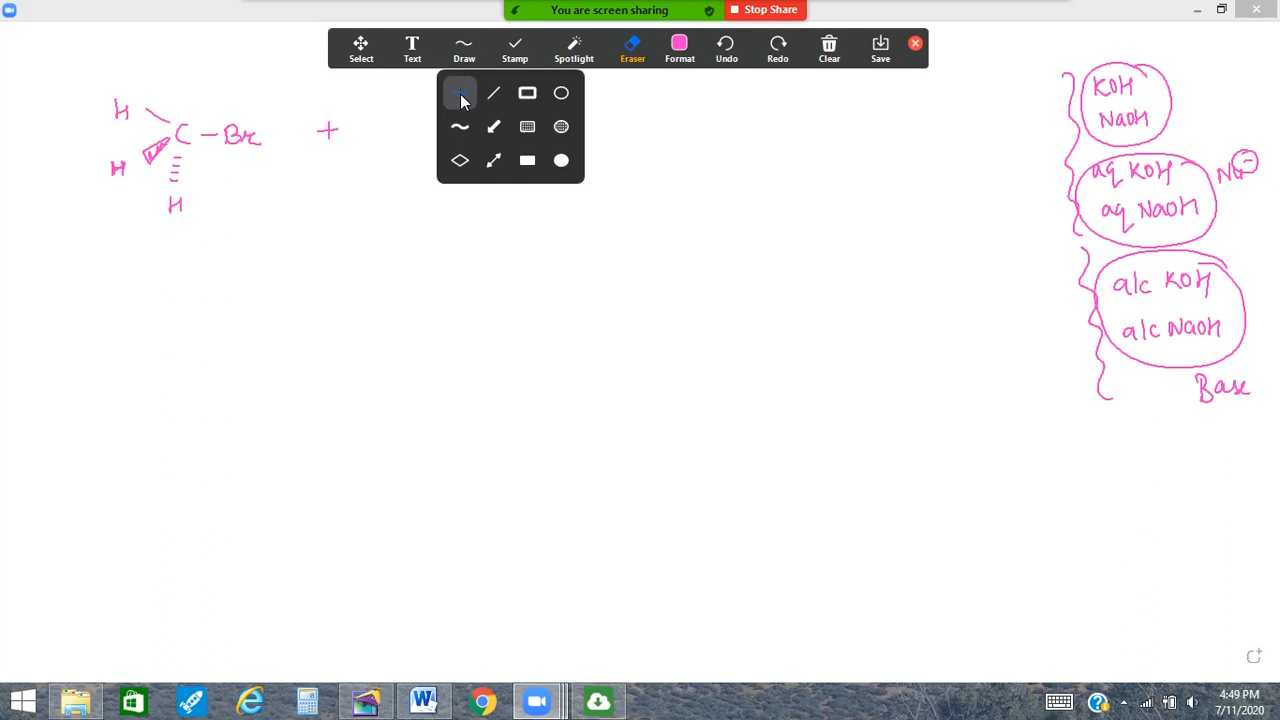 You are screen sharing
Stop Share
Select
Text
Draw
Stamp
Spotlight
Eraser
Format
Undo
Redo
Clear
Save
H
C - Br +
H
H
KOH
NaOH
aq KOH
aq NaOH
Nu⊖
alc KOH
alc NaOH
Base
4:49 PM
7/11/2020